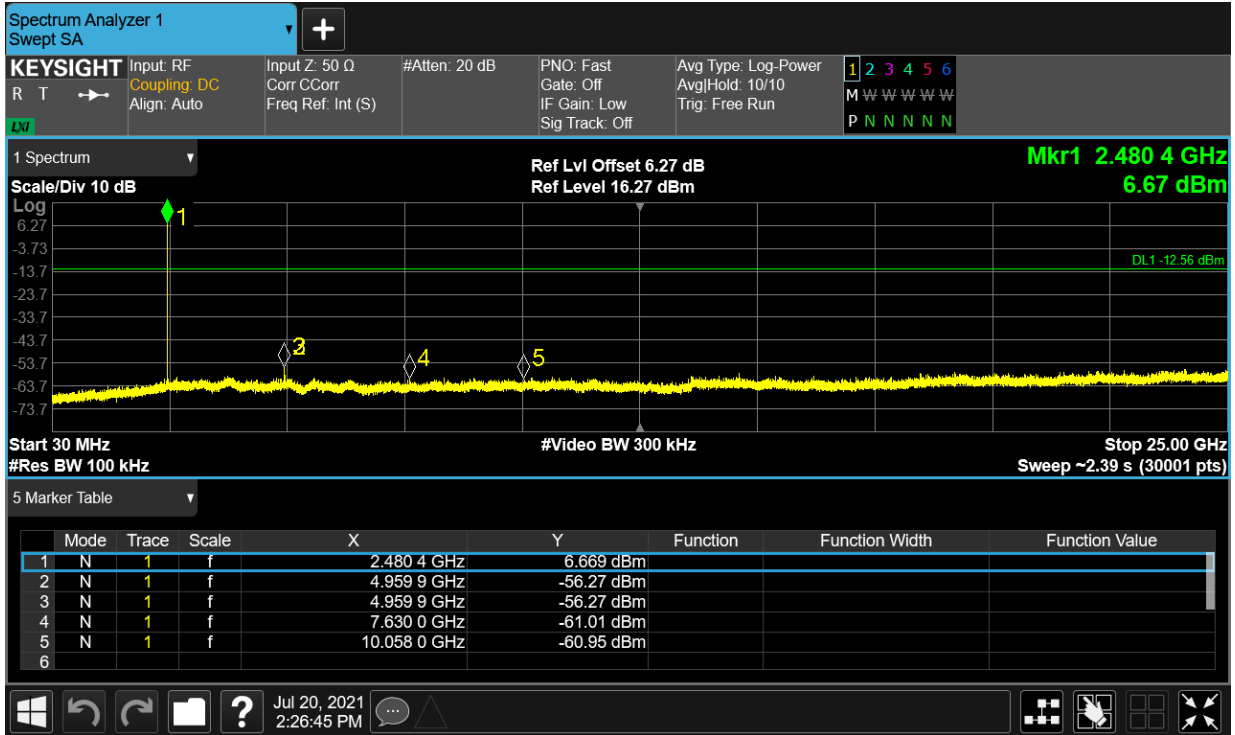 Spectrum Analyzer 1
Swept SA
+
KEYSIGHT Input: RF Input Z: 50 Ω #Atten: 20 dB PNO: Fast Avg Type: Log-Power 1 2 3 4 5 6
R T Coupling: DC Corr CCorr Gate: Off Avg|Hold: 10/10 M W W W W W
Align: Auto Freq Ref: Int (S) IF Gain: Low Trig: Free Run
LXI Sig Track: Off P N N N N N
1 Spectrum Ref Lvl Offset 6.27 dB Mkr1 2.480 4 GHz
Scale/Div 10 dB Ref Level 16.27 dBm 6.67 dBm
Log
1
6.27
-3.73
DL1 -12.56 dBm
-13.7
-23.7
-33.7
-43.7
2
3
4
5
-53.7
-63.7
-73.7
Start 30 MHz #Video BW 300 kHz Stop 25.00 GHz
#Res BW 100 kHz Sweep ~2.39 s (30001 pts)
5 Marker Table
Mode Trace Scale X Y Function Function Width Function Value
1 N 1 f 2.480 4 GHz 6.669 dBm
2 N 1 f 4.959 9 GHz -56.27 dBm
3 N 1 f 4.959 9 GHz -56.27 dBm
4 N 1 f 7.630 0 GHz -61.01 dBm
5 N 1 f 10.058 0 GHz -60.95 dBm
6
? Jul 20, 2021
2:26:45 PM